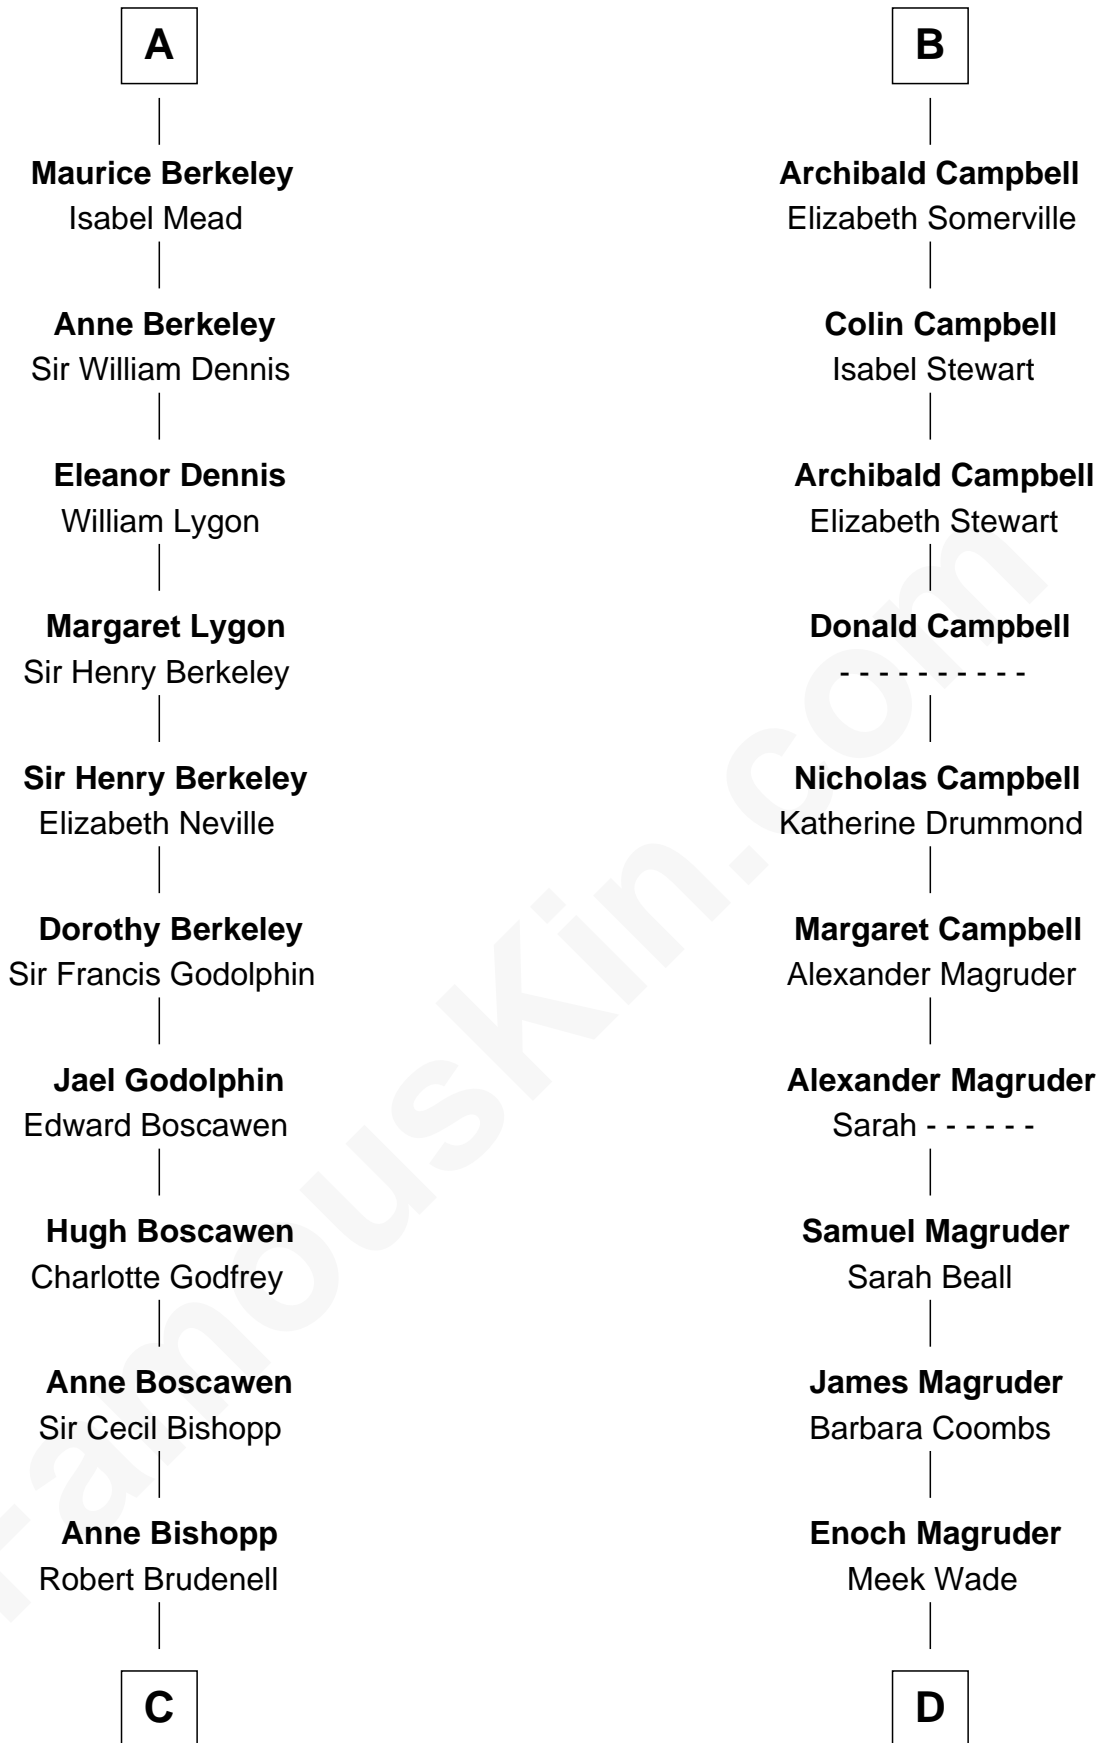 A
Maurice Berkeley
Isabel Mead
Anne Berkeley
Sir William Dennis
Eleanor Dennis
William Lygon
Margaret Lygon
Sir Henry Berkeley
Sir Henry Berkeley
Elizabeth Neville
Dorothy Berkeley
Sir Francis Godolphin
Jael Godolphin
Edward Boscawen
Hugh Boscawen
Charlotte Godfrey
Anne Boscawen
Sir Cecil Bishopp
Anne Bishopp
Robert Brudenell
C
B
Archibald Campbell
Elizabeth Somerville
Colin Campbell
Isabel Stewart
Archibald Campbell
Elizabeth Stewart
Donald Campbell
- - - - - - - - - -
Nicholas Campbell
Katherine Drummond
Margaret Campbell
Alexander Magruder
Alexander Magruder
Sarah - - - - - -
Samuel Magruder
Sarah Beall
James Magruder
Barbara Coombs
Enoch Magruder
Meek Wade
D
FamousKin.com